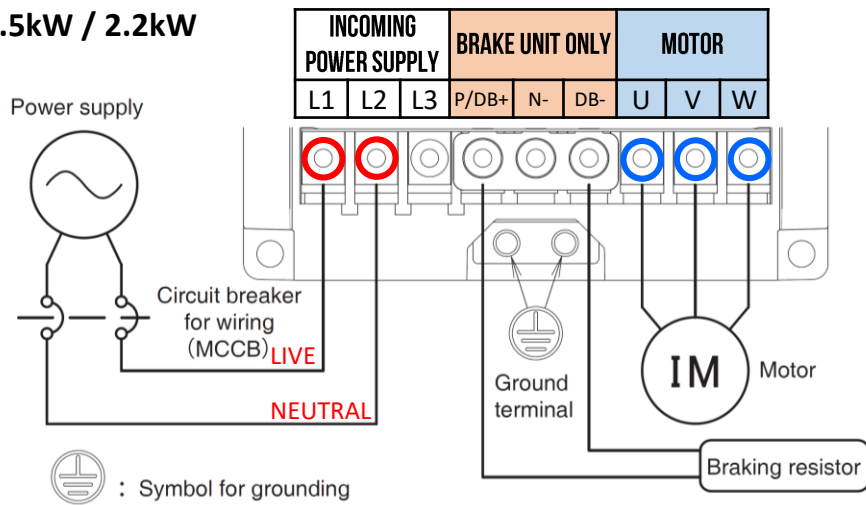 .5kW / 2.2kW
INCOMING
POWER SUPPLY
BRAKE UNIT ONLY
MOTOR
L1 L2 L3 P/DB+ N- DB- U V W
Power supply
Circuit breaker
for wiring
(MCCB)
LIVE
NEUTRAL
Ground
terminal
IM
Motor
Braking resistor
: Symbol for grounding